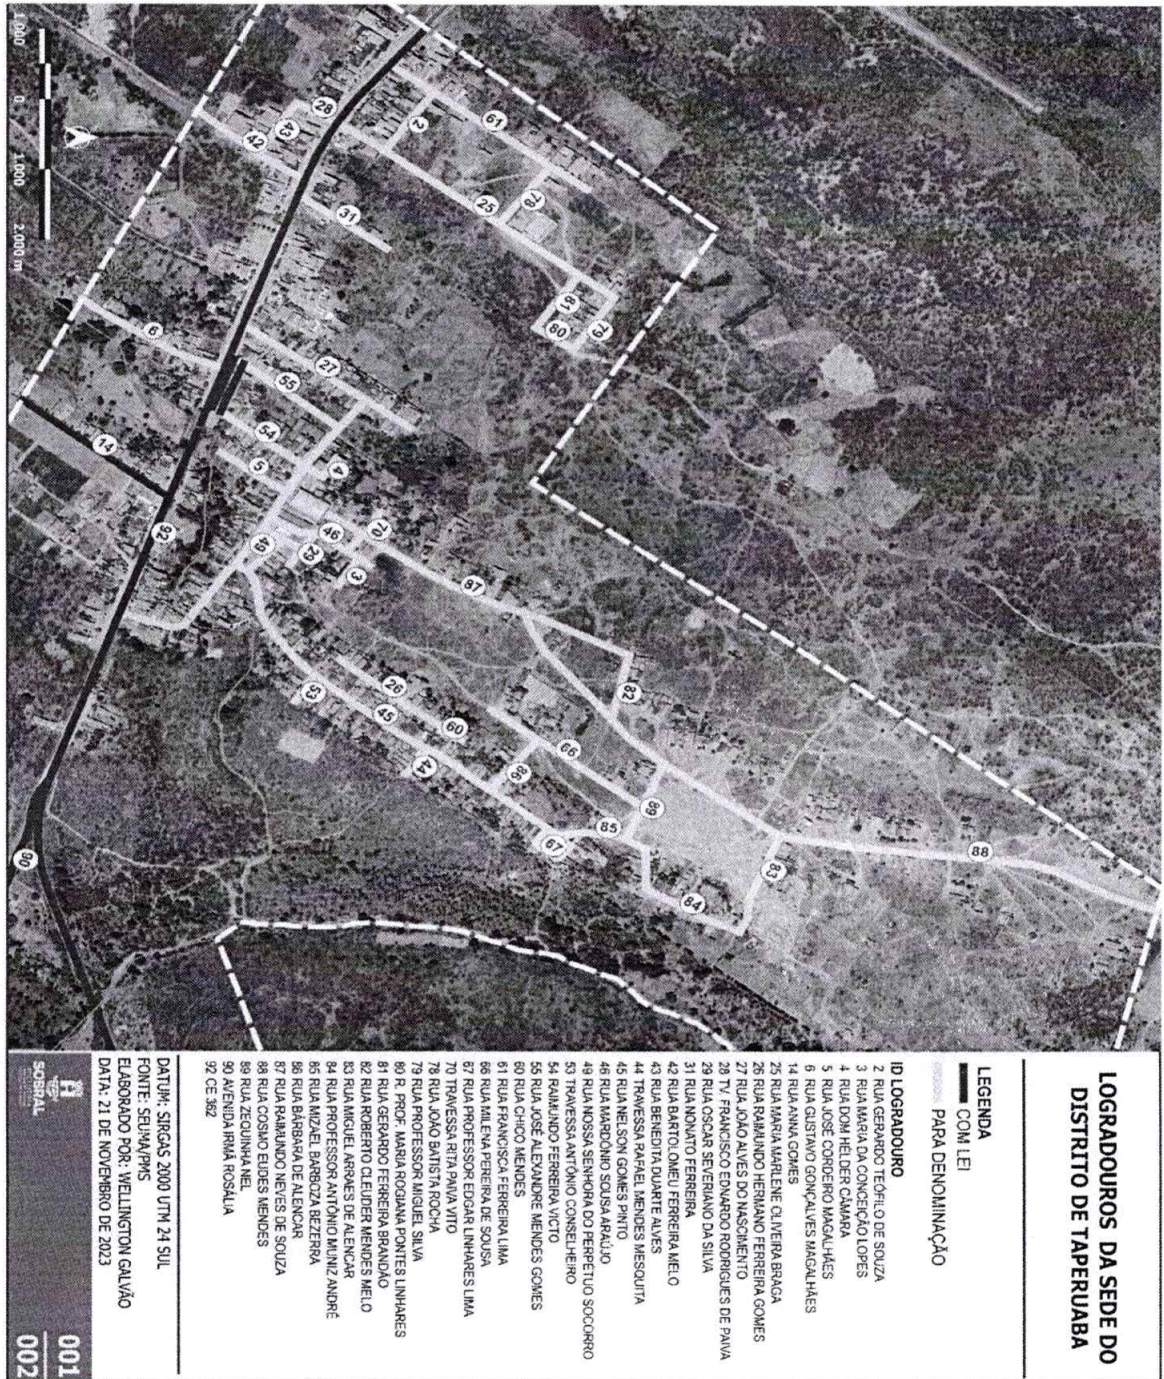 LOGRADOUROS DA SEDE DO
DISTRITO DE TAPERUABA
LEGENDA
COM LEI
PARA DENOMINAÇÃO
ID LOGRADOURO
2 RUA GERARDO TEÓFILO DE SOUZA
3 RUA MARIA DA CONCEIÇÃO LOPES
4 RUA DOM HÉLDER CÂMARA
5 RUA JOSÉ CORDEIRO MAGALHÃES
6 RUA GUSTAVO GONÇALVES MAGALHÃES
14 RUA ANNA GOMES
25 RUA MARIA MARLENE OLIVEIRA BRAGA
26 RUA RAIMUNDO HERMANO FERREIRA GOMES
27 RUA JOÃO ALVES DO NASCIMENTO
28 TV. FRANCISCO EDNARDO RODRIGUES DE PAIVA
29 RUA OSCAR SEVERIANO DA SILVA
31 RUA NONATO FERREIRA
42 RUA BARTOLOMEU FERREIRA MELO
43 RUA BENEDITA DUARTE ALVES
44 TRAVESSA RAFAEL MENDES MESQUITA
45 RUA NELSON GOMES PINTO
46 RUA MARDÔNIO SOUSA ARAÚJO
49 RUA NOSSA SENHORA DO PERPÉTUO SOCORRO
53 TRAVESSA ANTÔNIO CONSELHEIRO
54 RAIMUNDO FERREIRA VICTO
55 RUA JOSÉ ALEXANDRE MENDES GOMES
60 RUA CHICO MENDES
61 RUA FRANCISCA FERREIRA LIMA
66 RUA MILENA PEREIRA DE SOUSA
67 RUA PROFESSOR EDGAR LINHARES LIMA
70 TRAVESSA RITA PAIVA VITO
78 RUA JOÃO BATISTA ROCHA
79 RUA PROFESSOR MIGUEL SILVA
80 R. PROF. MARIA ROGIANA PONTES LINHARES
81 RUA GERARDO FERREIRA BRANDÃO
82 RUA ROBERTO CLEUDER MENDES MELO
83 RUA MIGUEL ARRAES DE ALENCAR
84 RUA PROFESSOR ANTÔNIO MUNIZ ANDRÉ
85 RUA MIZAEL BARBOZA BEZERRA
86 RUA BÁRBARA DE ALENCAR
87 RUA RAIMUNDO NEVES DE SOUZA
88 RUA COSMO EUDES MENDES
89 RUA ZEQUINHA NEL
90 AVENIDA IRMÃ ROSÁLIA
92 CE 362
DATUM: SIRGAS 2000 UTM 24 SUL
FONTE: SEUMA/PMS
ELABORADO POR: WELLINGTON GALVÃO
DATA: 21 DE NOVEMBRO DE 2023
SOBRAL
001
002
1.000 0 1.000 2.000 m
28
43
42
2
61
31
25
78
81
80
79
6
27
55
54
5
4
14
92
49
46
29
70
3
87
82
26
53
45
60
44
66
86
89
85
67
83
84
88
90